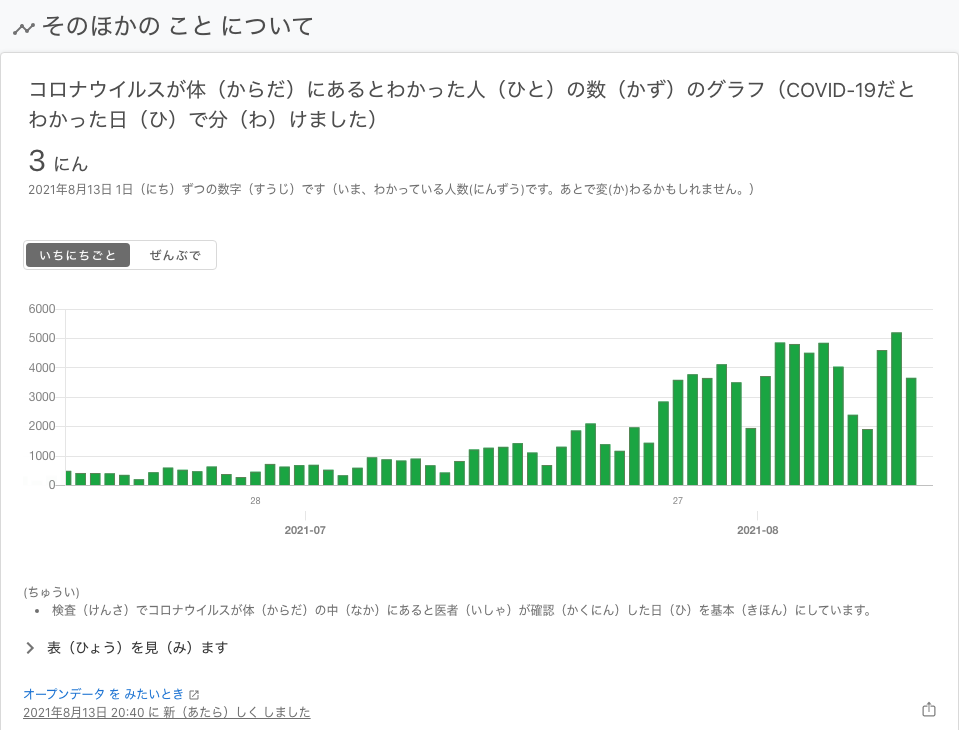 そのほかの こと について
コロナウイルスが体（からだ）にあるとわかった人（ひと）の数（かず）のグラフ（COVID-19だと
わかった日（ひ）で分（わ）けました）
3 にん
2021年8月13日 1日（にち）ずつの数字（すうじ）です（いま、わかっている人数(にんずう)です。あとで変(か)わるかもしれません。）
いちにちごと ぜんぶで
6000
5000
4000
3000
2000
1000
0
28 27
2021-07 2021-08
(ちゅうい)
• 検査（けんさ）でコロナウイルスが体（からだ）の中（なか）にあると医者（いしゃ）が確認（かくにん）した日（ひ）を基本（きほん）にしています。
表（ひょう）を見（み）ます
オープンデータ を みたいとき
2021年8月13日 20:40 に 新（あたら）しく しました